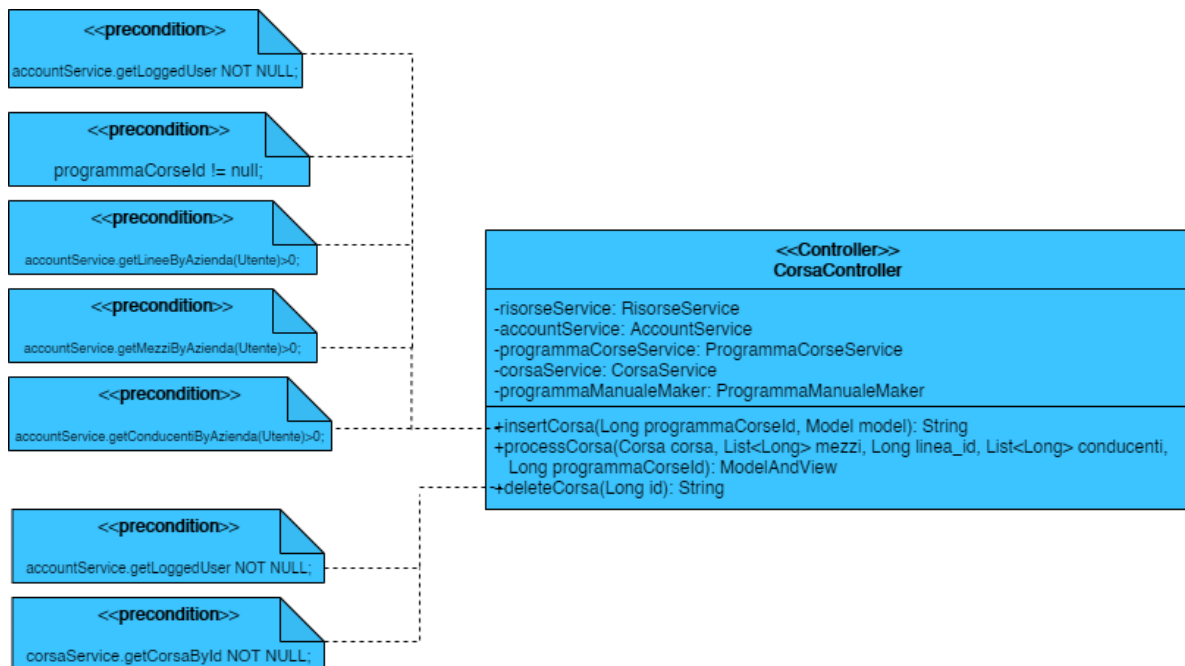 <<precondition>>
accountService.getLoggedUser NOT NULL;
<<precondition>>
programmaCorseId != null;
<<precondition>>
accountService.getLineeByAzienda(Utente)>0;
<<precondition>>
accountService.getMezziByAzienda(Utente)>0;
<<precondition>>
accountService.getConducentiByAzienda(Utente)>0;
<<precondition>>
accountService.getLoggedUser NOT NULL;
<<precondition>>
corsaService.getCorsaById NOT NULL;
<<Controller>>
CorsaController
-risorseService: RisorseService
-accountService: AccountService
-programmaCorseService: ProgrammaCorseService
-corsaService: CorsaService
-programmaManualeMaker: ProgrammaManualeMaker
+insertCorsa(Long programmaCorseId, Model model): String
+processCorsa(Corsa corsa, List<Long> mezzi, Long linea_id, List<Long> conducenti,
Long programmaCorseId): ModelAndView
+deleteCorsa(Long id): String